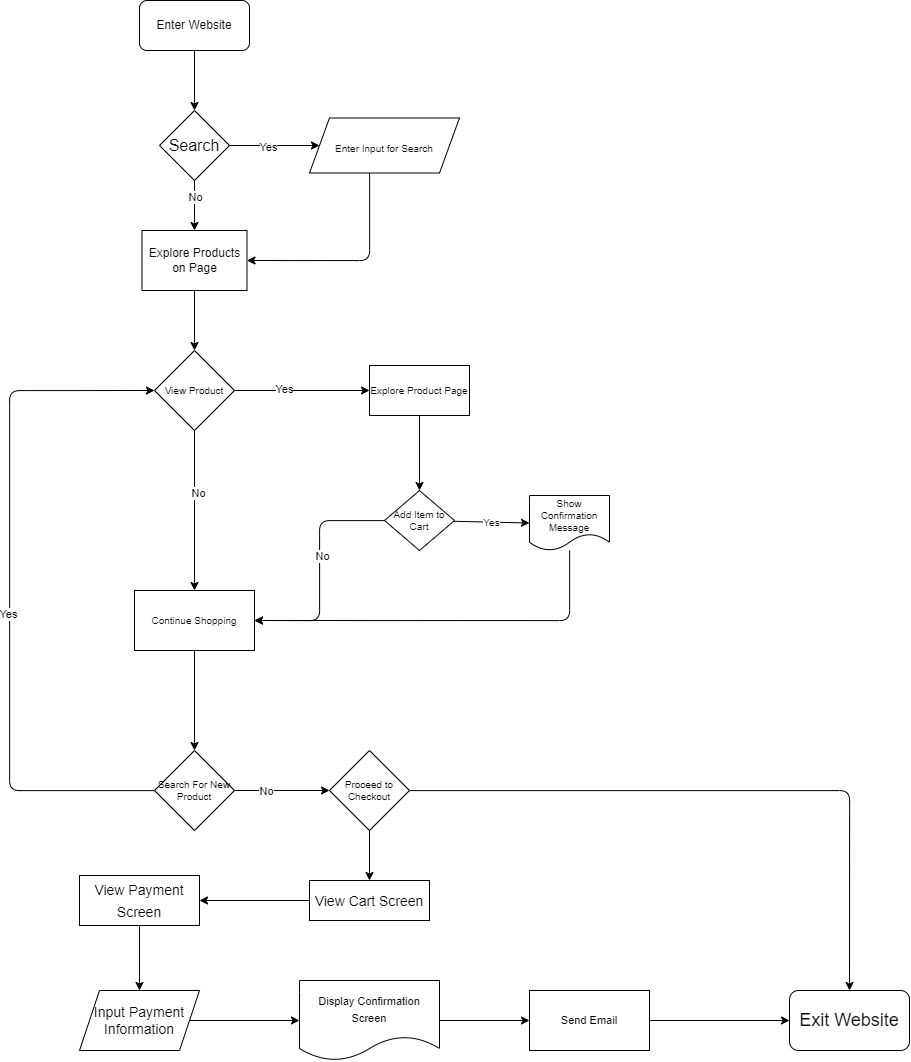 Enter Website
Search
Yes
Enter Input for Search
No
Explore Products
on Page
View Product
Yes
Explore Product Page
No
Add Item to
Cart
Yes
Show
Confirmation
Message
No
Continue Shopping
Yes
Search For New
Product
No
Proceed to
Checkout
View Payment
Screen
View Cart Screen
Input Payment
Information
Display Confirmation
Screen
Send Email
Exit Website